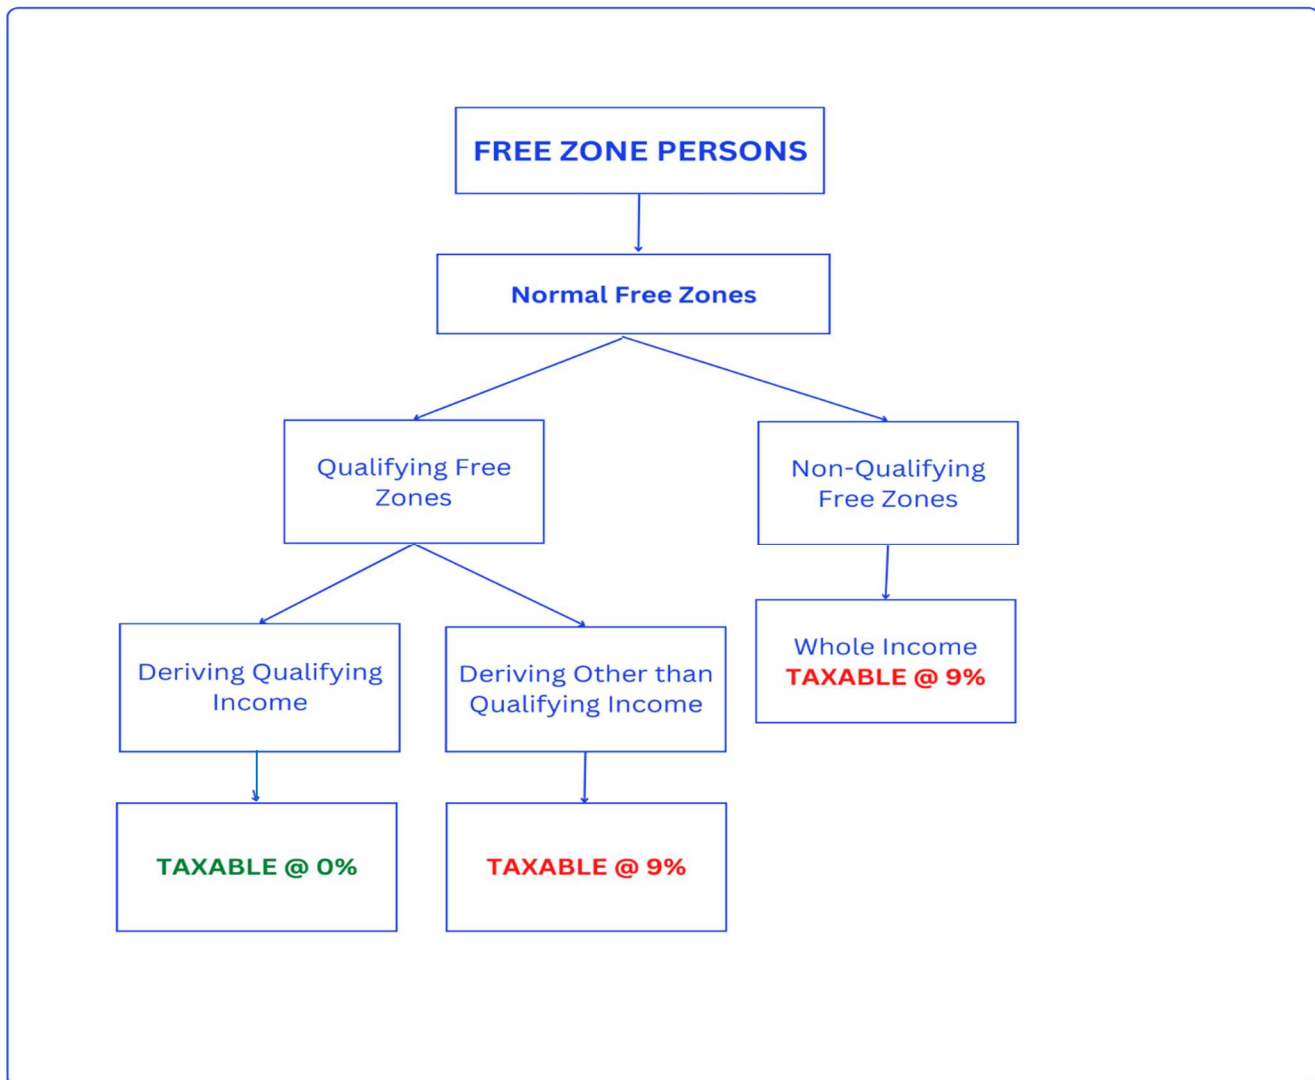 FREE ZONE PERSONS
Normal Free Zones
Qualifying Free
Zones
Non-Qualifying
Free Zones
Deriving Qualifying
Income
Deriving Other than
Qualifying Income
Whole Income
TAXABLE @ 9%
TAXABLE @ 0%
TAXABLE @ 9%